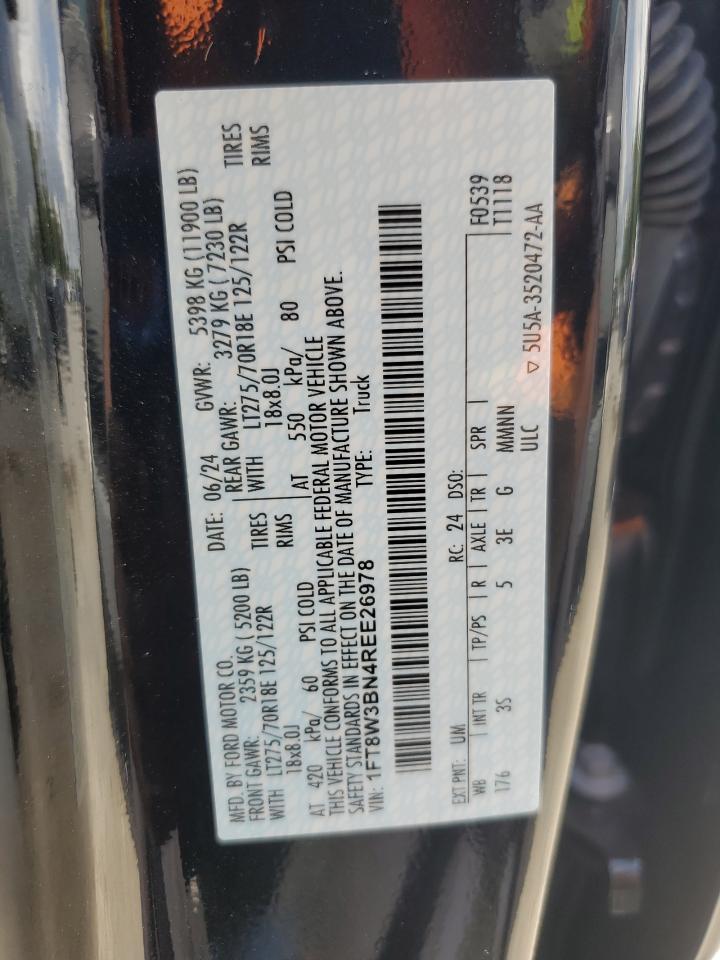 MFD. BY FORD MOTOR CO.
DATE: 06/24 GVWR: 5398 KG (11900 LB)
FRONT GAWR: 2359 KG ( 5200 LB) REAR GAWR: 3279 KG ( 7230 LB)
WITH LT275/70R18E 125/122R TIRES WITH LT275/70R18E 125/122R TIRES
18x8.0J RIMS 18x8.0J RIMS
AT 420 kPa/ 60 PSI COLD AT 550 kPa/ 80 PSI COLD
THIS VEHICLE CONFORMS TO ALL APPLICABLE FEDERAL MOTOR VEHICLE
SAFETY STANDARDS IN EFFECT ON THE DATE OF MANUFACTURE SHOWN ABOVE.
VIN: 1FT8W3BN4REE26978 TYPE: Truck
EXT PNT: UM RC: 24 DSO: F0539
WB INT TR TP/PS R AXLE TR SPR T1118
176 3S 5 3E G MMNN
ULC
▽ 5U5A-3520472-AA